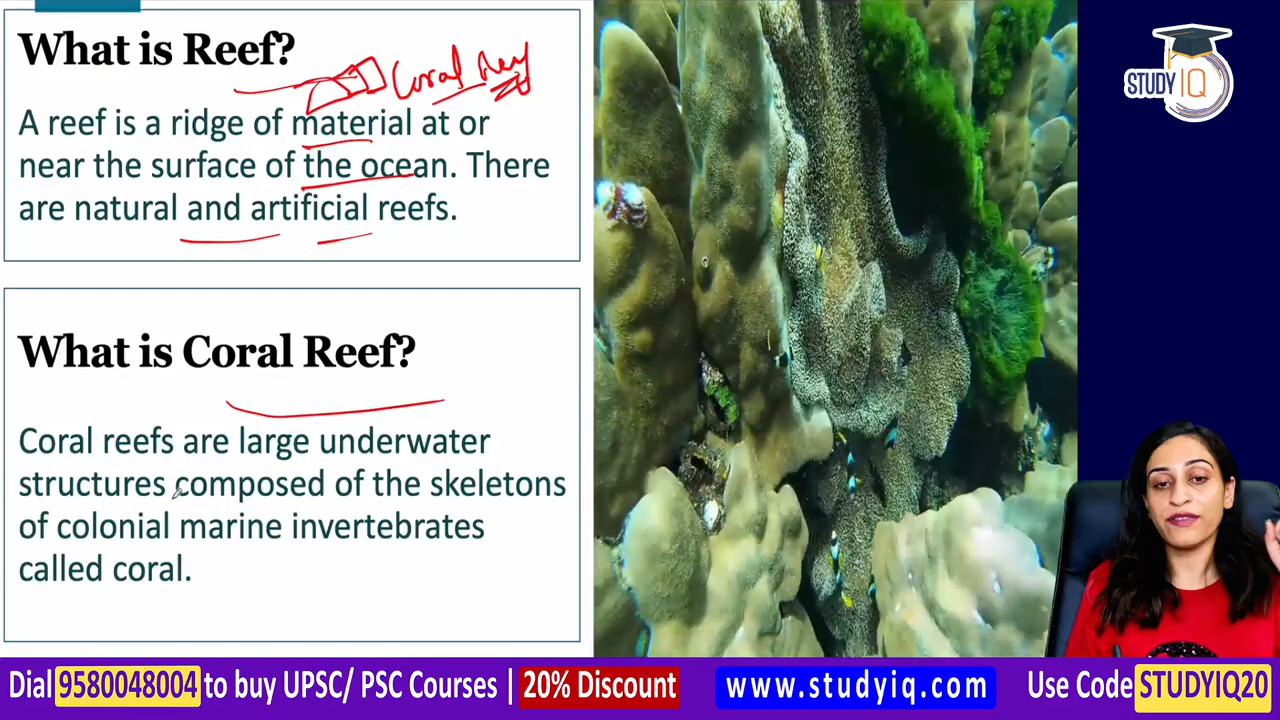 What is Reef?
Coral Reef
A reef is a ridge of material at or
near the surface of the ocean. There
are natural and artificial reefs.
What is Coral Reef?
Coral reefs are large underwater
structures composed of the skeletons
of colonial marine invertebrates
called coral.
STUDY IQ
Dial 9580048004 to buy UPSC/ PSC Courses | 20% Discount
www.studyiq.com
Use Code STUDYIQ20